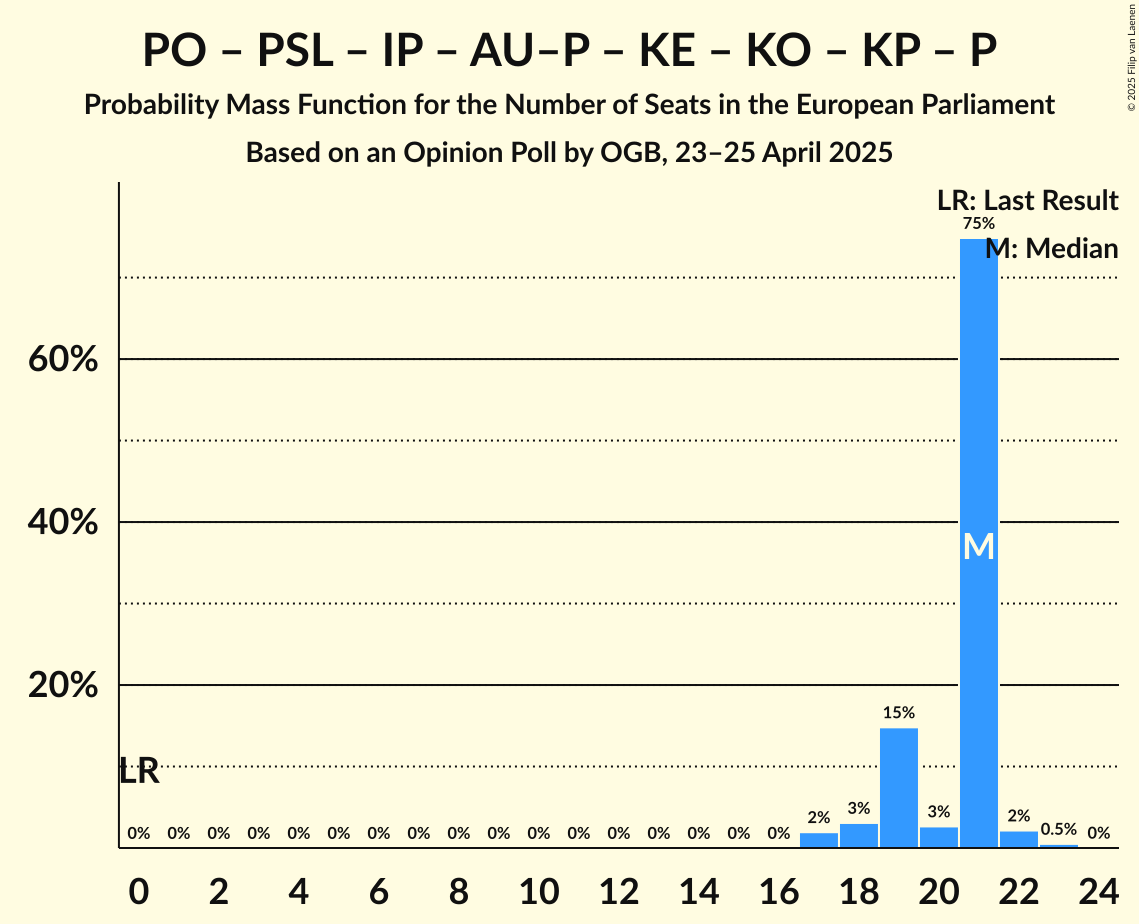 PO – PSL – IP – AU–P – KE – KO – KP – P
Probability Mass Function for the Number of Seats in the European Parliament
Based on an Opinion Poll by OGB, 23–25 April 2025
© 2025 Filip van Laenen
LR: Last Result
M: Median
75%
60%
40%
20%
M
LR
15%
0% 0% 0% 0% 0% 0% 0% 0% 0% 0% 0% 0% 0% 0% 0% 0% 0% 2% 3% 3% 2% 0.5% 0%
0 2 4 6 8 10 12 14 16 18 20 22 24